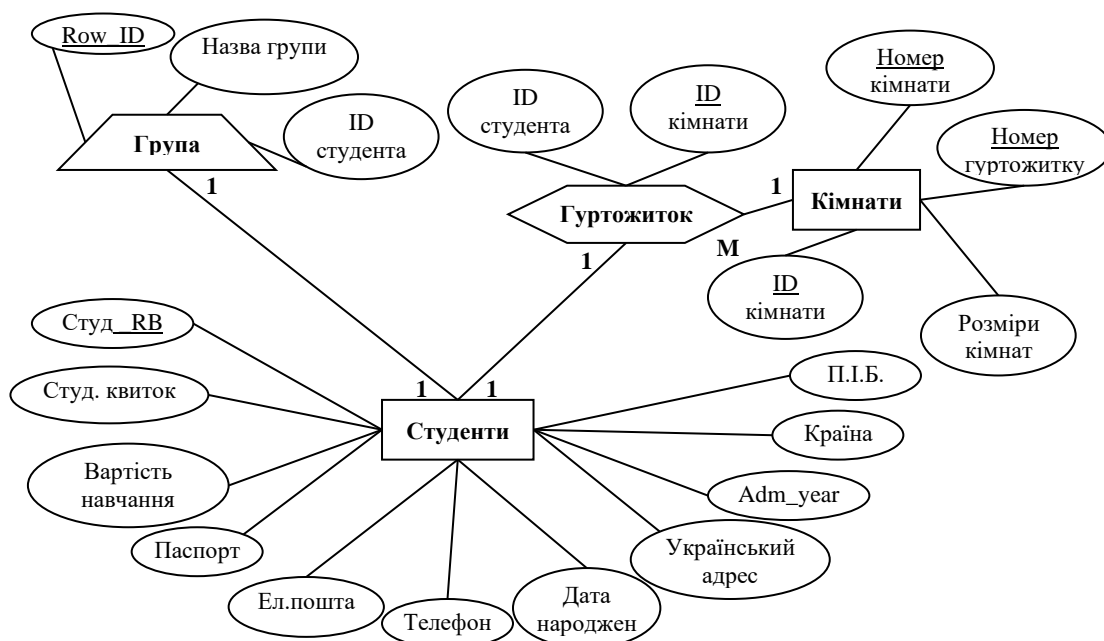 Row_ID
Назва групи
ID
студента
Група
1
ID
студента
ID
кімнати
Гуртожиток
1
М
1
Номер
кімнати
Номер
гуртожитку
Кімнати
ID
кімнати
Розміри
кімнат
Студ_RB
Студ. квиток
Вартість
навчання
Паспорт
Ел.пошта
Телефон
Дата
народжен
1
1
Студенти
П.І.Б.
Країна
Adm_year
Український
адрес